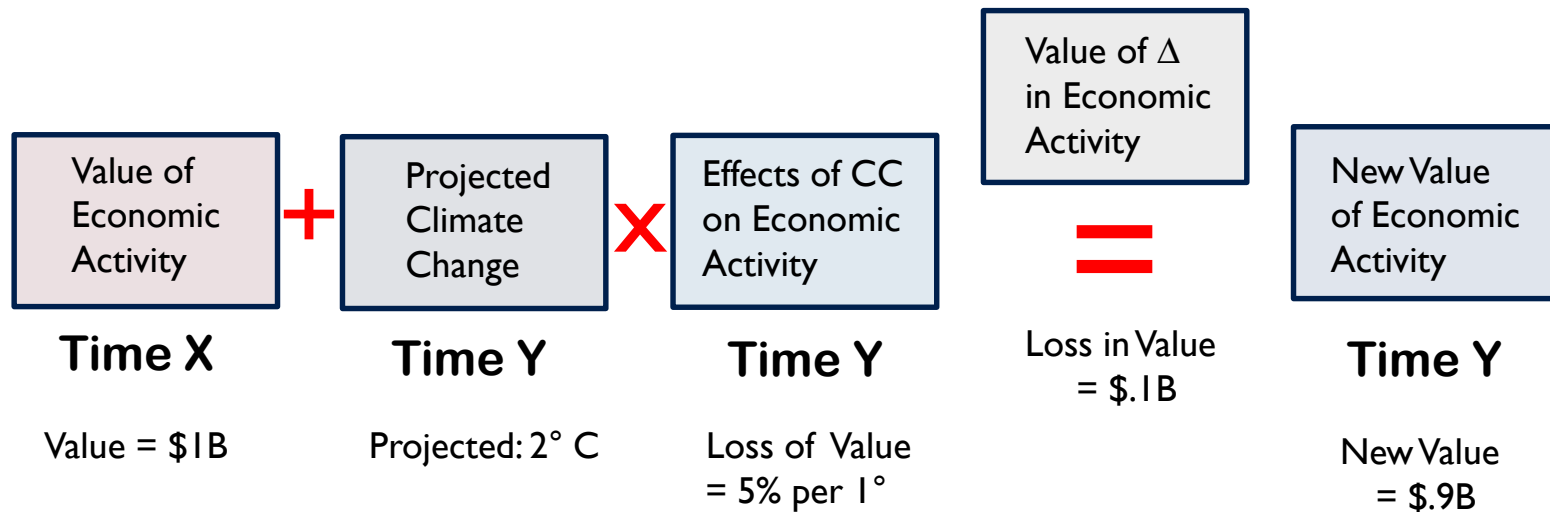 Value of
Economic
Activity
+
Projected
Climate
Change
x
Effects of CC
on Economic
Activity
Value of Δ
in Economic
Activity
=
New Value
of Economic
Activity
Time X
Time Y
Time Y
Loss in Value
= $.1B
Time Y
Value = $1B
Projected: 2° C
Loss of Value
= 5% per 1°
New Value
= $.9B